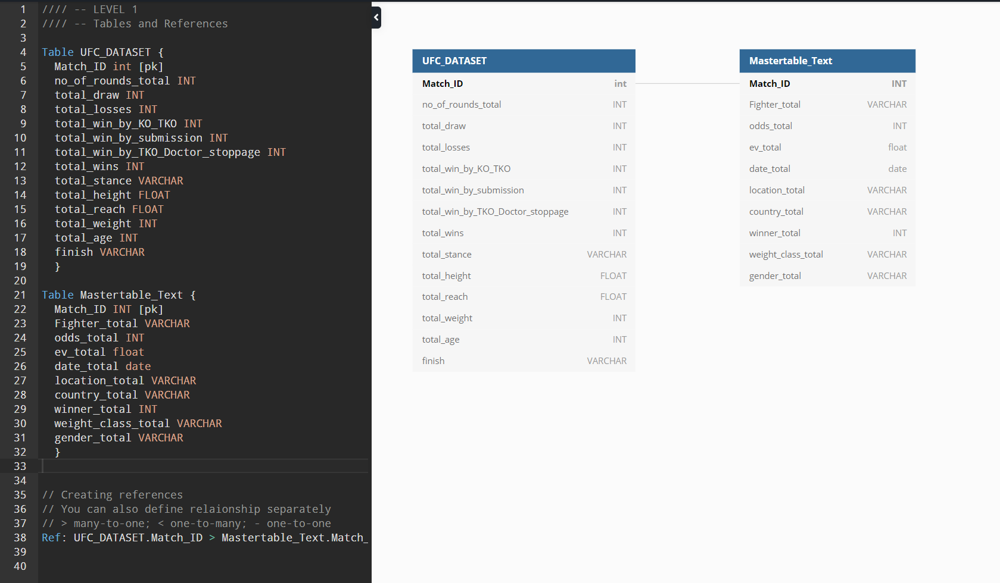 1 //// -- LEVEL 1
2 //// -- Tables and References
3
4 Table UFC_DATASET {
5 Match_ID int [pk]
6 no_of_rounds_total INT
7 total_draw INT
8 total_losses INT
9 total_win_by_KO_TKO INT
10 total_win_by_submission INT
11 total_win_by_TKO_Doctor_stoppage INT
12 total_wins INT
13 total_stance VARCHAR
14 total_height FLOAT
15 total_reach FLOAT
16 total_weight INT
17 total_age INT
18 finish VARCHAR
19 }
20
21 Table Mastertable_Text {
22 Match_ID INT [pk]
23 Fighter_total VARCHAR
24 odds_total INT
25 ev_total float
26 date_total date
27 location_total VARCHAR
28 country_total VARCHAR
29 winner_total INT
30 weight_class_total VARCHAR
31 gender_total VARCHAR
32 }
33
34
35 // Creating references
36 // You can also define relaionship separately
37 // > many-to-one; < one-to-many; - one-to-one
38 Ref: UFC_DATASET.Match_ID > Mastertable_Text.Match_
39
40
UFC_DATASET
Match_ID int
no_of_rounds_total INT
total_draw INT
total_losses INT
total_win_by_KO_TKO INT
total_win_by_submission INT
total_win_by_TKO_Doctor_stoppage INT
total_wins INT
total_stance VARCHAR
total_height FLOAT
total_reach FLOAT
total_weight INT
total_age INT
finish VARCHAR
Mastertable_Text
Match_ID INT
Fighter_total VARCHAR
odds_total INT
ev_total float
date_total date
location_total VARCHAR
country_total VARCHAR
winner_total INT
weight_class_total VARCHAR
gender_total VARCHAR